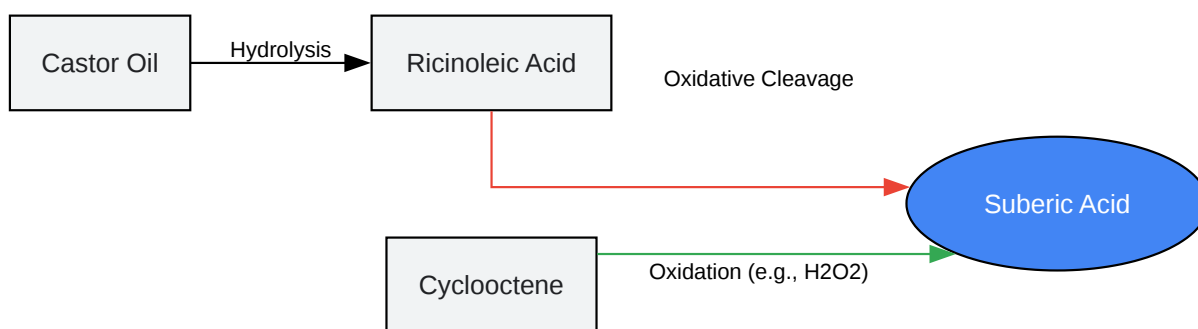 Castor Oil
Hydrolysis
Ricinoleic Acid
Oxidative Cleavage
Suberic Acid
Cyclooctene
Oxidation (e.g., H2O2)